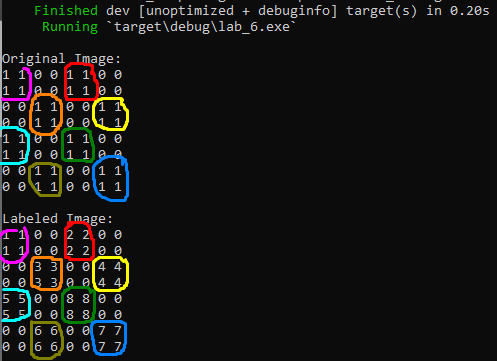 Finished dev [unoptimized + debuginfo] target(s) in 0.20s
Running `target\debug\lab_6.exe`
Original Image:
1 1 0 0 1 1 0 0
1 1 0 0 1 1 0 0
0 0 1 1 0 0 1 1
0 0 1 1 0 0 1 1
1 1 0 0 1 1 0 0
1 1 0 0 1 1 0 0
0 0 1 1 0 0 1 1
0 0 1 1 0 0 1 1
Labeled Image:
1 1 0 0 2 2 0 0
1 1 0 0 2 2 0 0
0 0 3 3 0 0 4 4
0 0 3 3 0 0 4 4
5 5 0 0 8 8 0 0
5 5 0 0 8 8 0 0
0 0 6 6 0 0 7 7
0 0 6 6 0 0 7 7